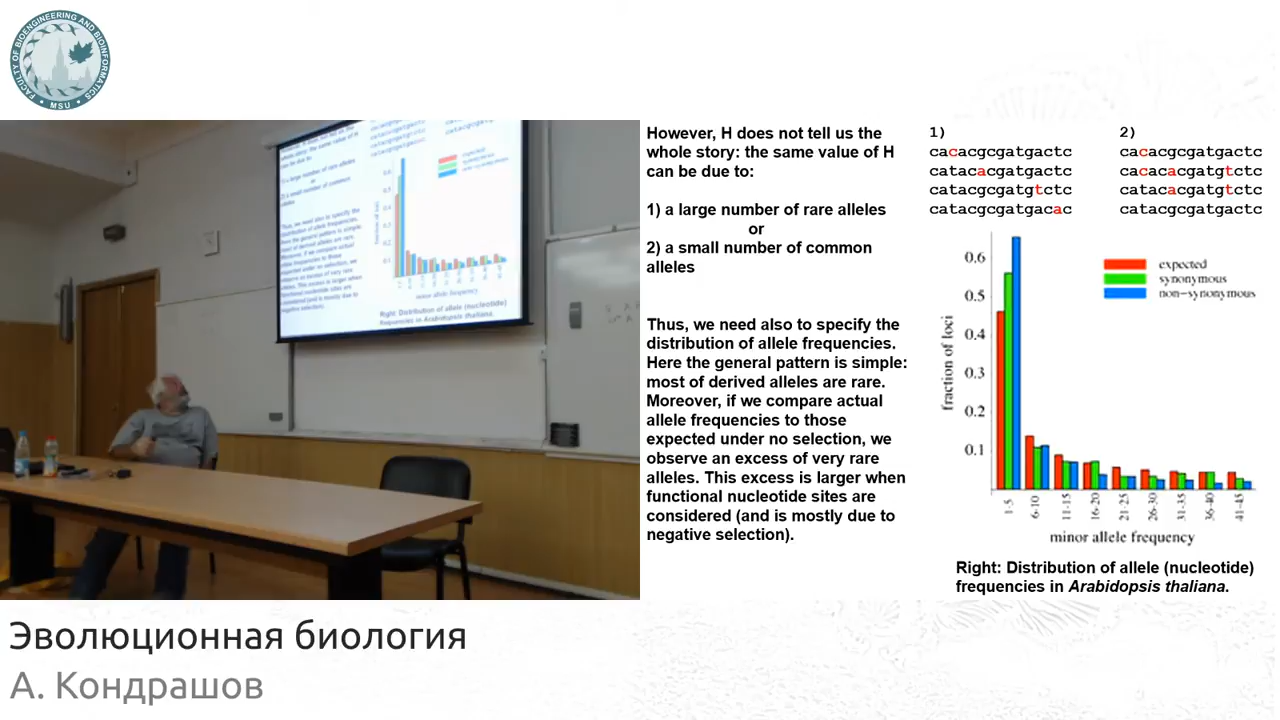 FACULTY OF BIOENGINEERING AND BIOINFORMATICS
• MSU •
However, H does not tell us the
whole story: the same value of H
can be due to:
1) a large number of rare alleles
or
2) a small number of common
alleles
Thus, we need also to specify the
distribution of allele frequencies.
Here the general pattern is simple:
most of derived alleles are rare.
Moreover, if we compare actual
allele frequencies to those
expected under no selection, we
observe an excess of very rare
alleles. This excess is larger when
functional nucleotide sites are
considered (and is mostly due to
negative selection).
1)
cacacgcgatgactc
catacacgatgactc
catacgcgatgtctc
catacgcgatgacac
2)
cacacgcgatgactc
cacacacgatgtctc
catacacgatgtctc
catacgcgatgactc
expected
synonymous
non-synonymous
fraction of loci
0.6
0.5
0.4
0.3
0.2
0.1
1-5
6-10
11-15
16-20
21-25
26-30
31-35
36-40
41-45
minor allele frequency
Right: Distribution of allele (nucleotide)
frequencies in Arabidopsis thaliana.
Эволюционная биология
А. Кондрашов